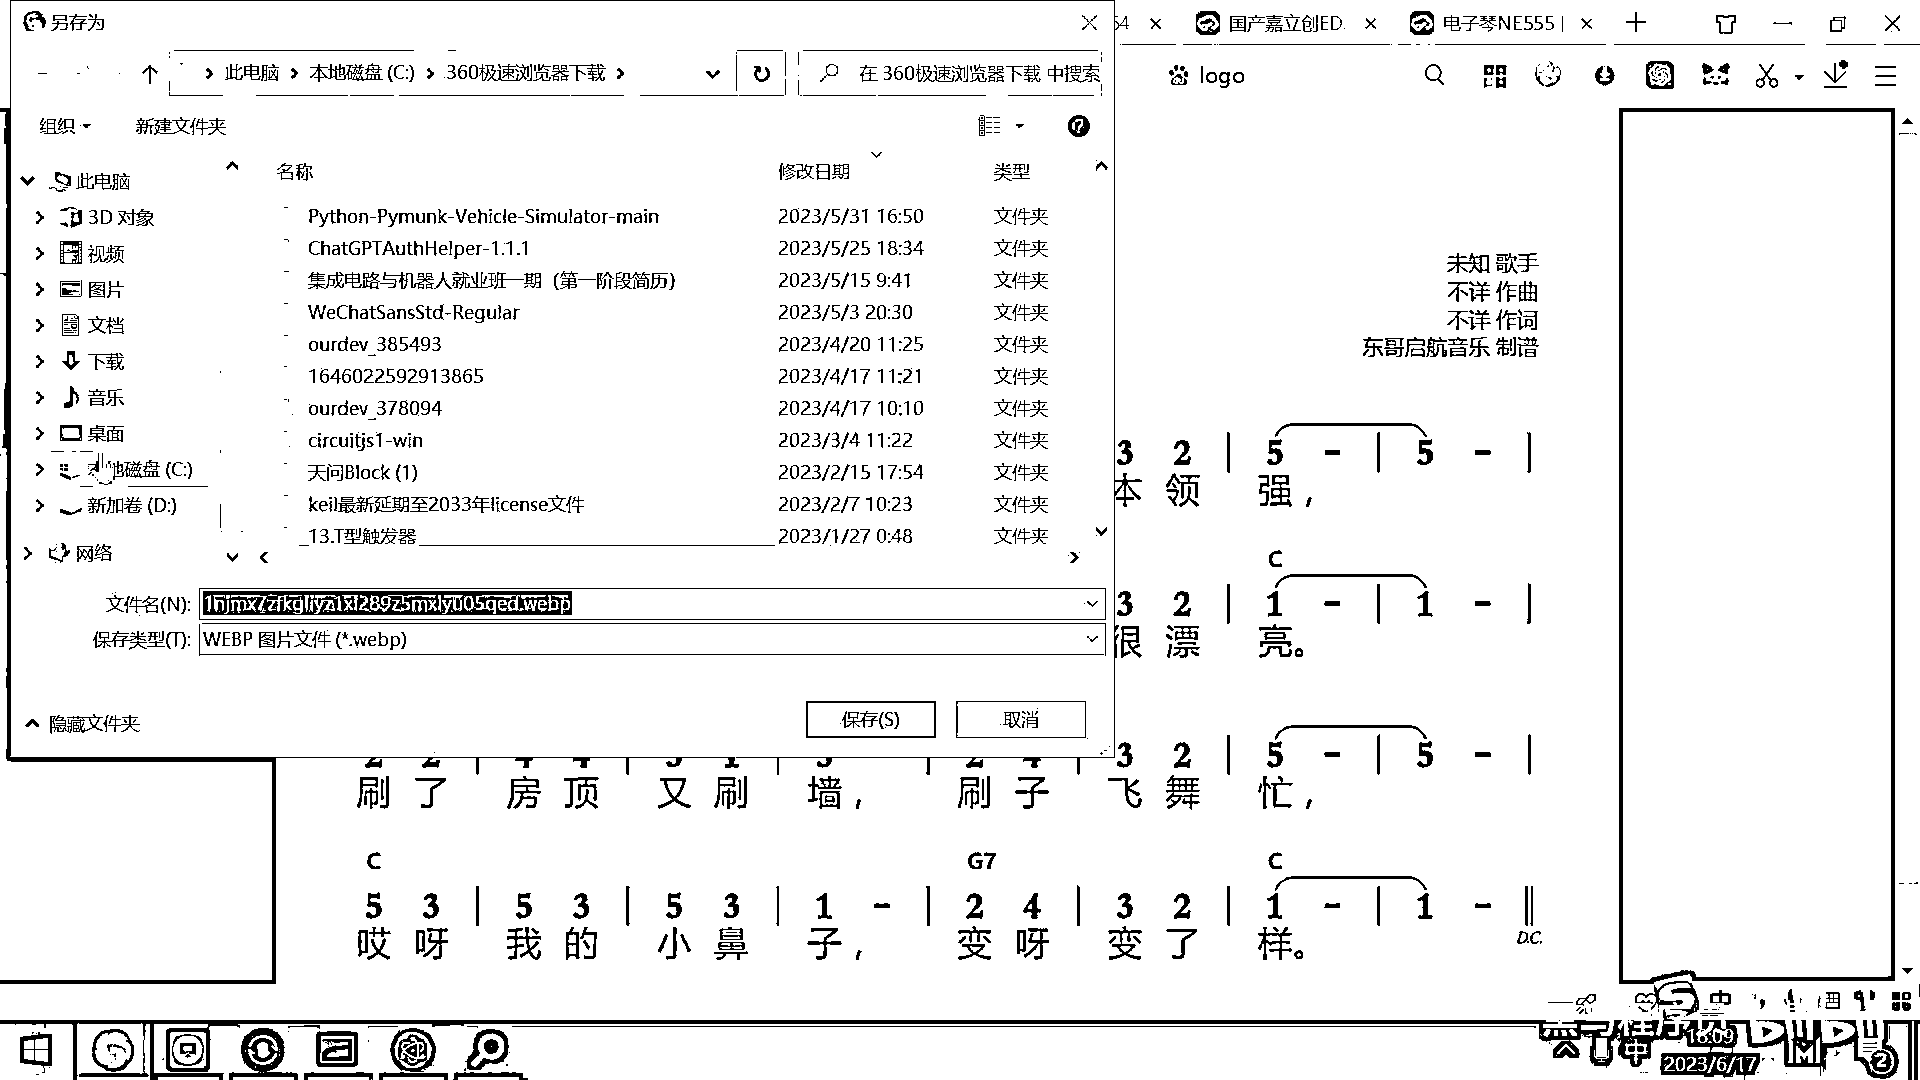 另存为
此电脑 > 本地磁盘 (C:) > 360极速浏览器下载 >
在 360极速浏览器下载 中搜索
组织
新建文件夹
名称 修改日期 类型
此电脑
3D 对象
视频
图片
文档
下载
音乐
桌面
本地磁盘 (C:)
新加卷 (D:)
网络
Python-Pymunk-Vehicle-Simulator-main 2023/5/31 16:50 文件夹
ChatGPTAuthHelper-1.1.1 2023/5/25 18:34 文件夹
集成电路与机器人就业班一期（第一阶段简历） 2023/5/15 9:41 文件夹
WeChatSansStd-Regular 2023/5/3 20:30 文件夹
ourdev_385493 2023/4/20 11:25 文件夹
1646022592913865 2023/4/17 11:21 文件夹
ourdev_378094 2023/4/17 10:10 文件夹
circuitjs1-win 2023/3/4 11:22 文件夹
天问Block (1) 2023/2/15 17:54 文件夹
keil最新延期至2033年license文件 2023/2/7 10:23 文件夹
13.T型触发器 2023/1/27 0:48 文件夹
文件名(N):
保存类型(T): WEBP 图片文件 (*.webp)
隐藏文件夹
保存(S) 取消
国产嘉立创ED
电子琴NE555 |
logo
未知 歌手
不详 作曲
不详 作词
东哥启航音乐 制谱
3 2 | 5 - | 5 - |
本 领 强，
C
3 2 | 1 - | 1 - |
很 漂 亮。
3 2 | 5 - | 5 - |
刷 了 房 顶 又 刷 墙， 刷 子 飞 舞 忙，
C G7 C
5 3 | 5 3 | 5 3 | 1 - | 2 4 | 3 2 | 1 - | 1 - ||
哎 呀 我 的 小 鼻 子， 变 呀 变 了 样。
D.C.
中
18:09
2023/6/17